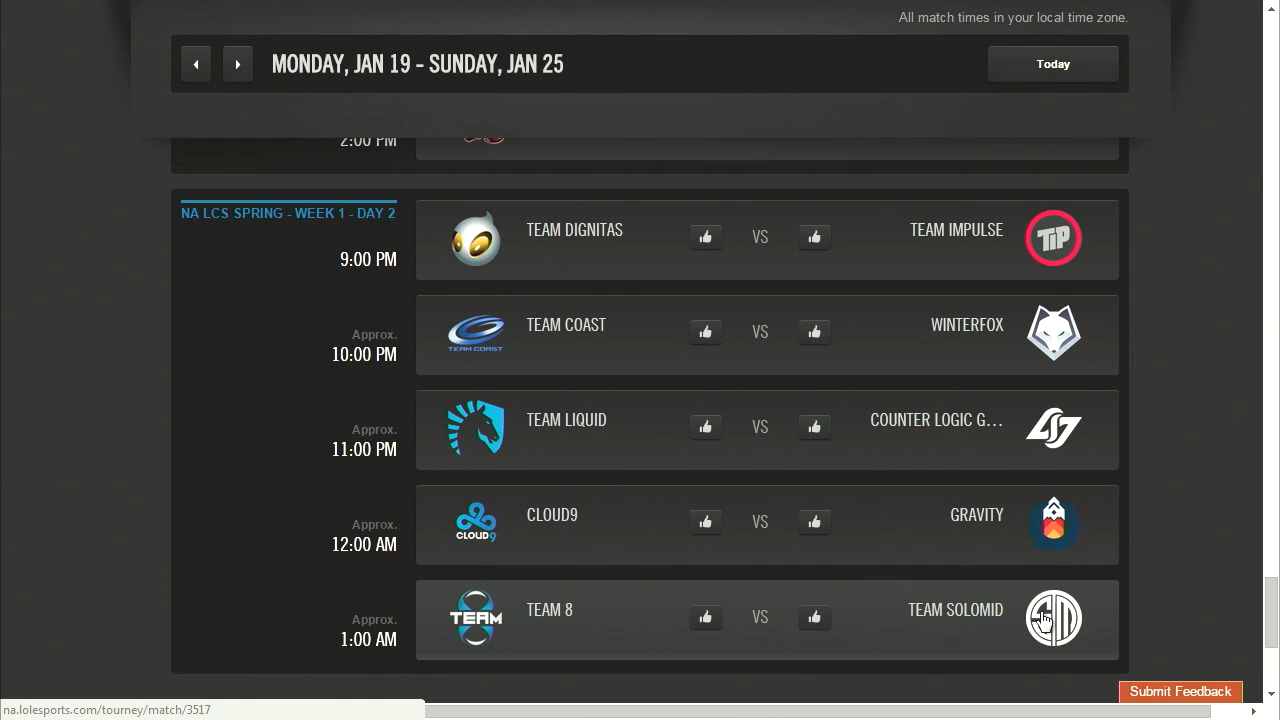 All match times in your local time zone.
MONDAY, JAN 19 - SUNDAY, JAN 25
Today
2:00 PM
NA LCS SPRING - WEEK 1 - DAY 2
9:00 PM
TEAM DIGNITAS VS TEAM IMPULSE
TiP
Approx.
10:00 PM
TEAM COAST VS WINTERFOX
TEAM COAST
Approx.
11:00 PM
TEAM LIQUID VS COUNTER LOGIC G...
Approx.
12:00 AM
CLOUD9 VS GRAVITY
CLOUD9
Approx.
1:00 AM
TEAM 8 VS TEAM SOLOMID
TEAM
Submit Feedback
na.lolesports.com/tourney/match/3517